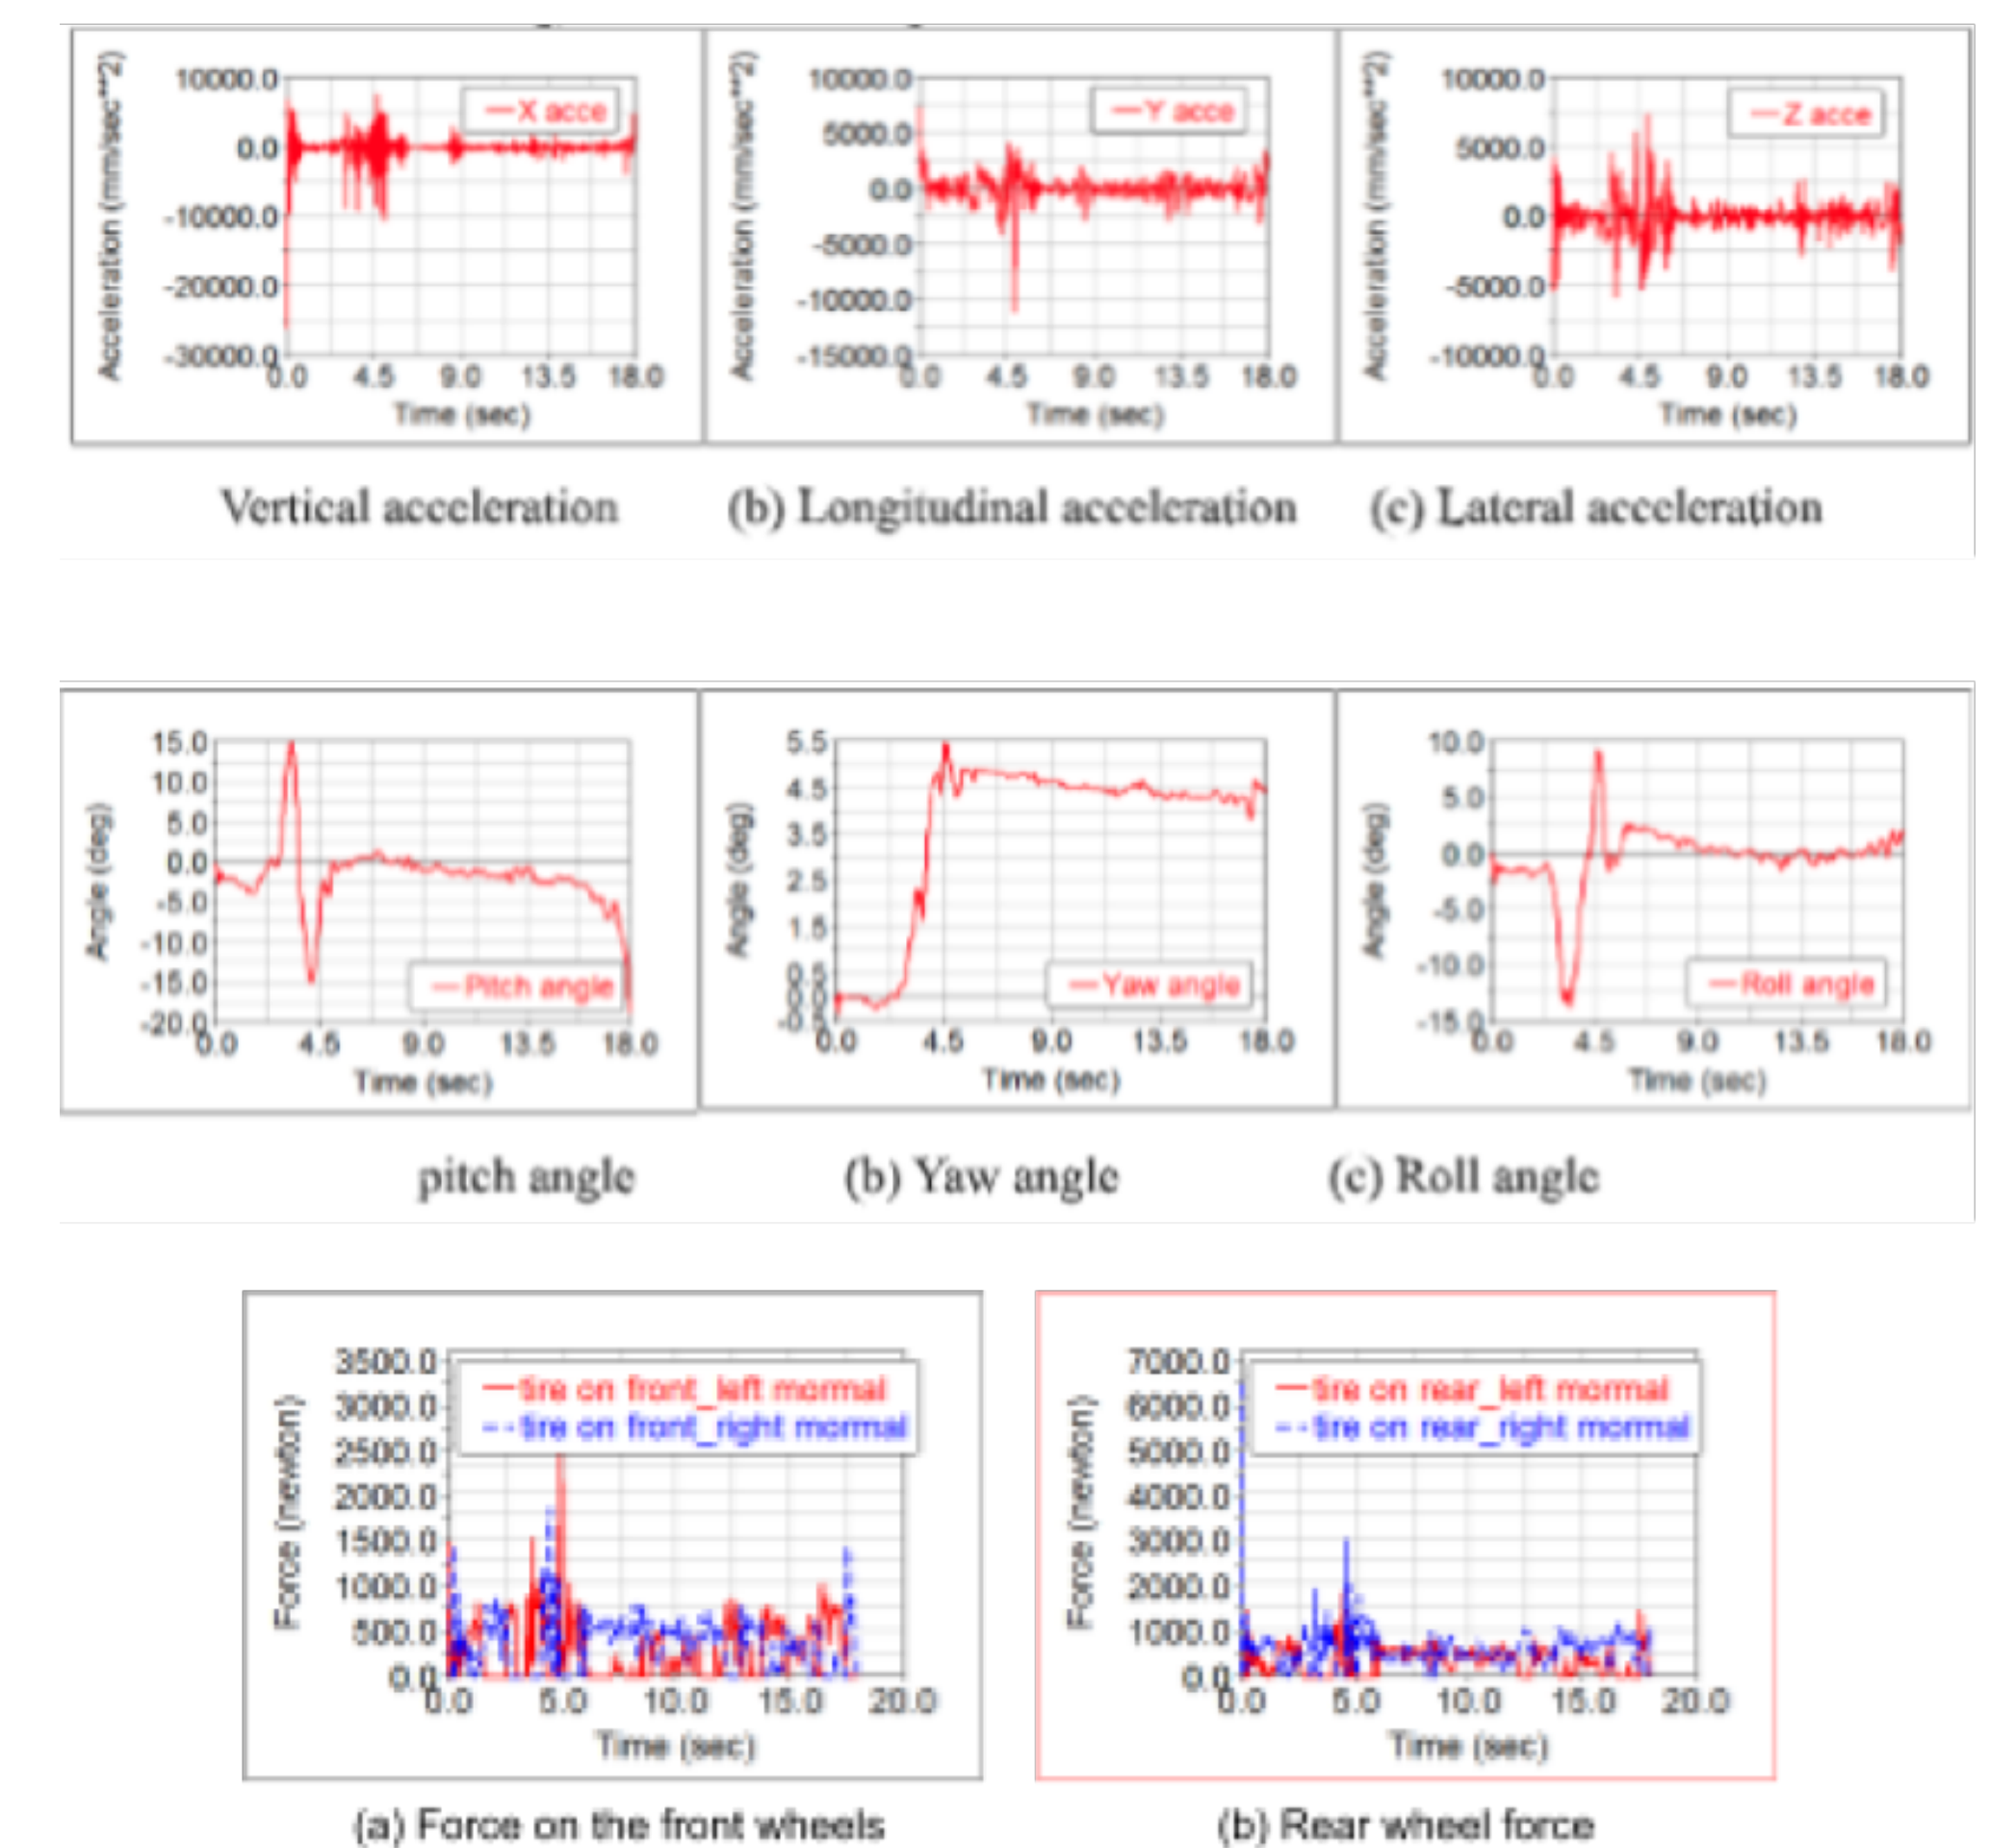 Acceleration (mm/sec**2)
10000.0
0.0
-10000.0
-20000.0
-30000.0
0.0 4.5 9.0 13.5 18.0
Time (sec)
X acce
Acceleration (mm/sec**2)
10000.0
5000.0
0.0
-5000.0
-10000.0
-15000.0
0.0 4.5 9.0 13.5 18.0
Time (sec)
Y acce
Acceleration (mm/sec**2)
10000.0
5000.0
0.0
-5000.0
-10000.0
0.0 4.5 9.0 13.5 18.0
Time (sec)
Z acce
Vertical acceleration (b) Longitudinal acceleration (c) Lateral acceleration
Angle (deg)
15.0
10.0
5.0
0.0
-5.0
-10.0
-15.0
-20.0
0.0 4.5 9.0 13.5 18.0
Time (sec)
Pitch angle
Angle (deg)
5.5
4.5
3.5
2.5
1.5
0.5
0.0
-0.5
0.0 4.5 9.0 13.5 18.0
Time (sec)
Yaw angle
Angle (deg)
10.0
5.0
0.0
-5.0
-10.0
-15.0
0.0 4.5 9.0 13.5 18.0
Time (sec)
Roll angle
pitch angle (b) Yaw angle (c) Roll angle
Force (newton)
3500.0
3000.0
2500.0
2000.0
1500.0
1000.0
500.0
0.0
0.0 5.0 10.0 15.0 20.0
Time (sec)
tire on front_left mormal
tire on front_right mormal
Force (newton)
7000.0
6000.0
5000.0
4000.0
3000.0
2000.0
1000.0
0.0
0.0 5.0 10.0 15.0 20.0
Time (sec)
tire on rear_left mormal
tire on rear_right mormal
(a) Force on the front wheels (b) Rear wheel force